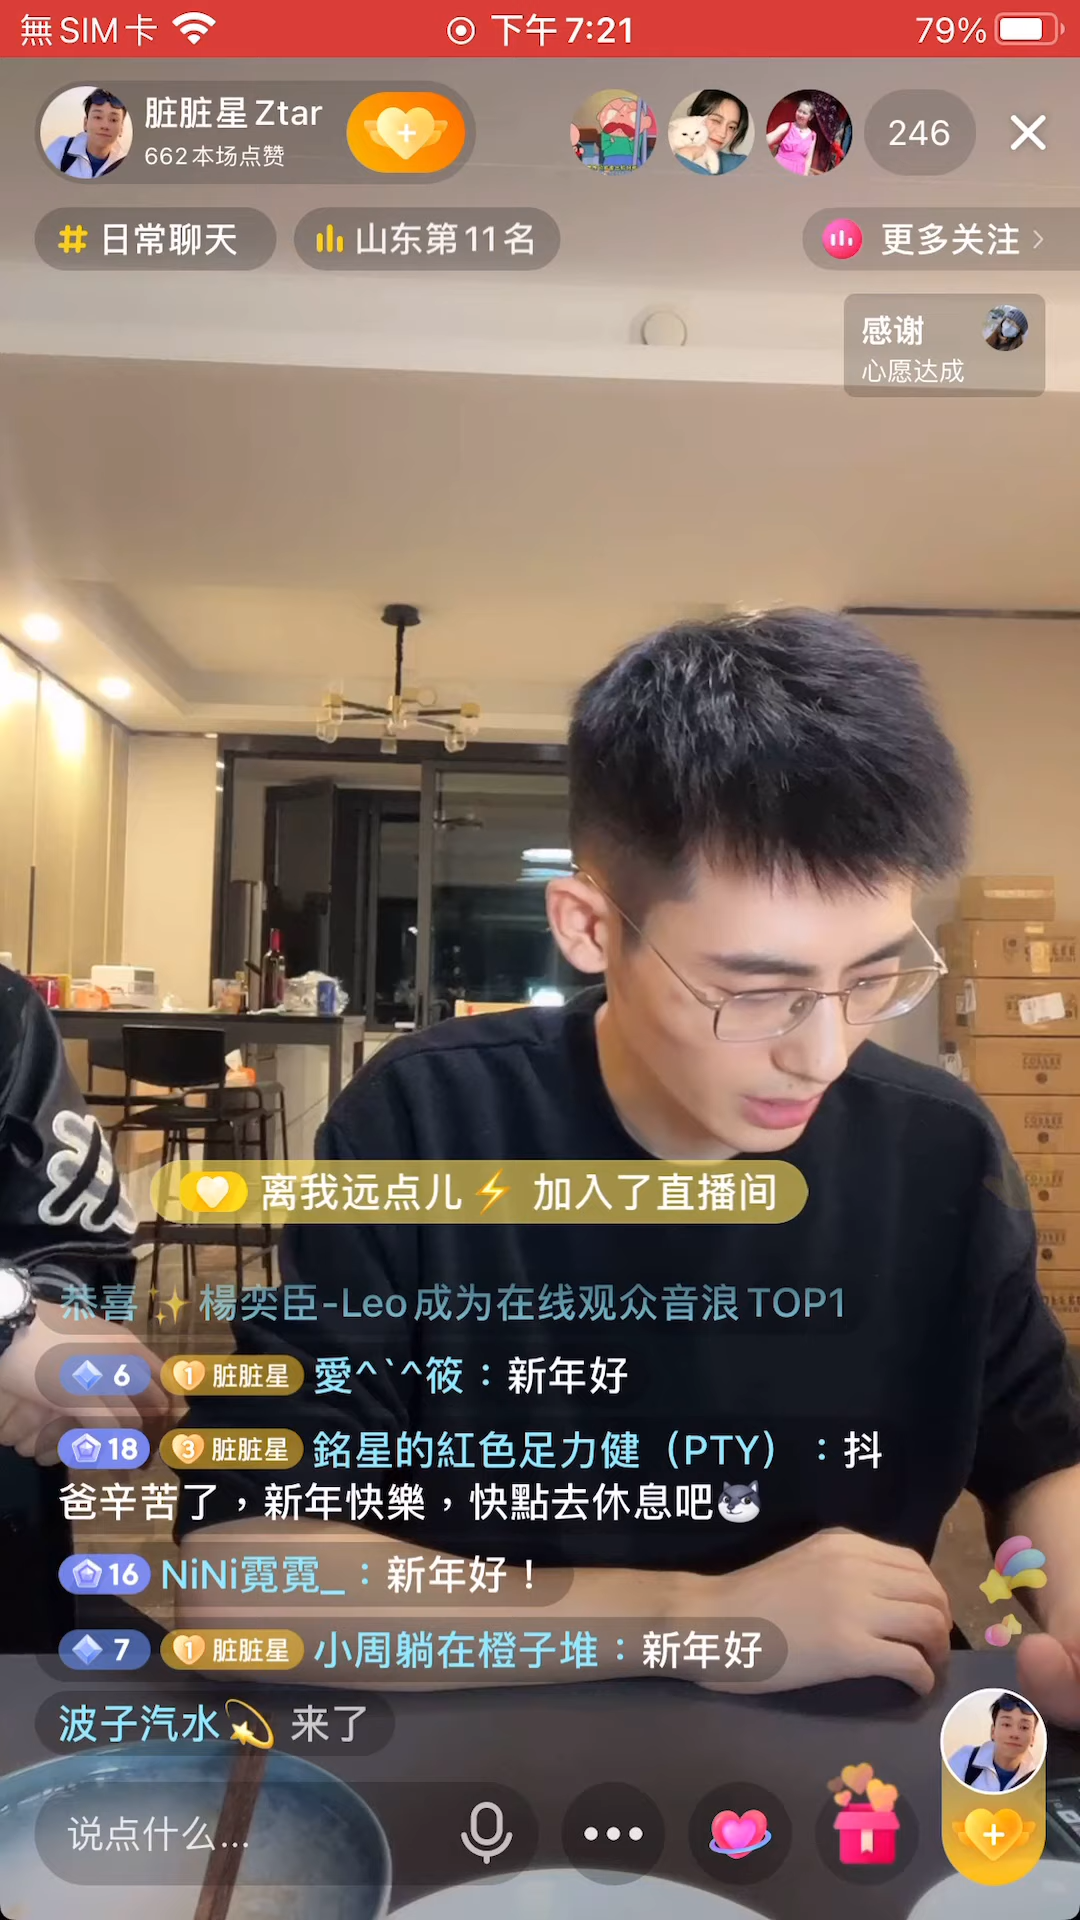 無SIM卡
下午7:21
79%
脏脏星Ztar
662本场点赞
246
日常聊天
山东第11名
更多关注
感谢
心愿达成
离我远点儿⚡ 加入了直播间
恭喜✨楊奕臣-Leo成为在线观众音浪TOP1
6 1 脏脏星 愛^ˋ^筱：新年好
18 3 脏脏星 銘星的紅色足力健（PTY）：抖
爸辛苦了，新年快樂，快點去休息吧
16 NiNi霓霓_：新年好！
7 1 脏脏星 小周躺在橙子堆：新年好
波子汽水💫 来了
说点什么...